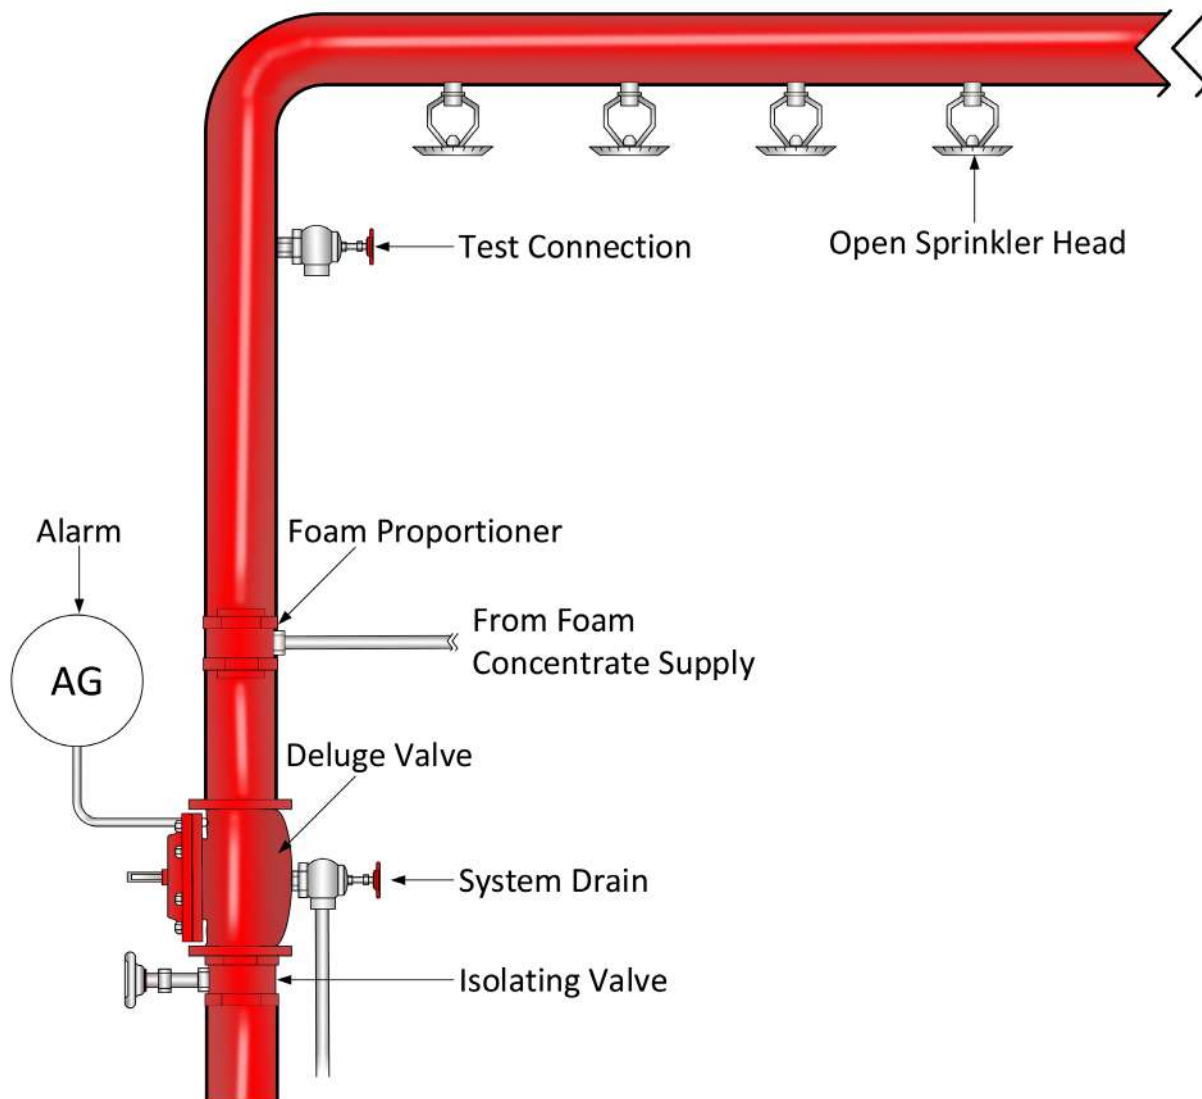 Test Connection
Open Sprinkler Head
Alarm
Foam Proportioner
From Foam
Concentrate Supply
AG
Deluge Valve
System Drain
Isolating Valve